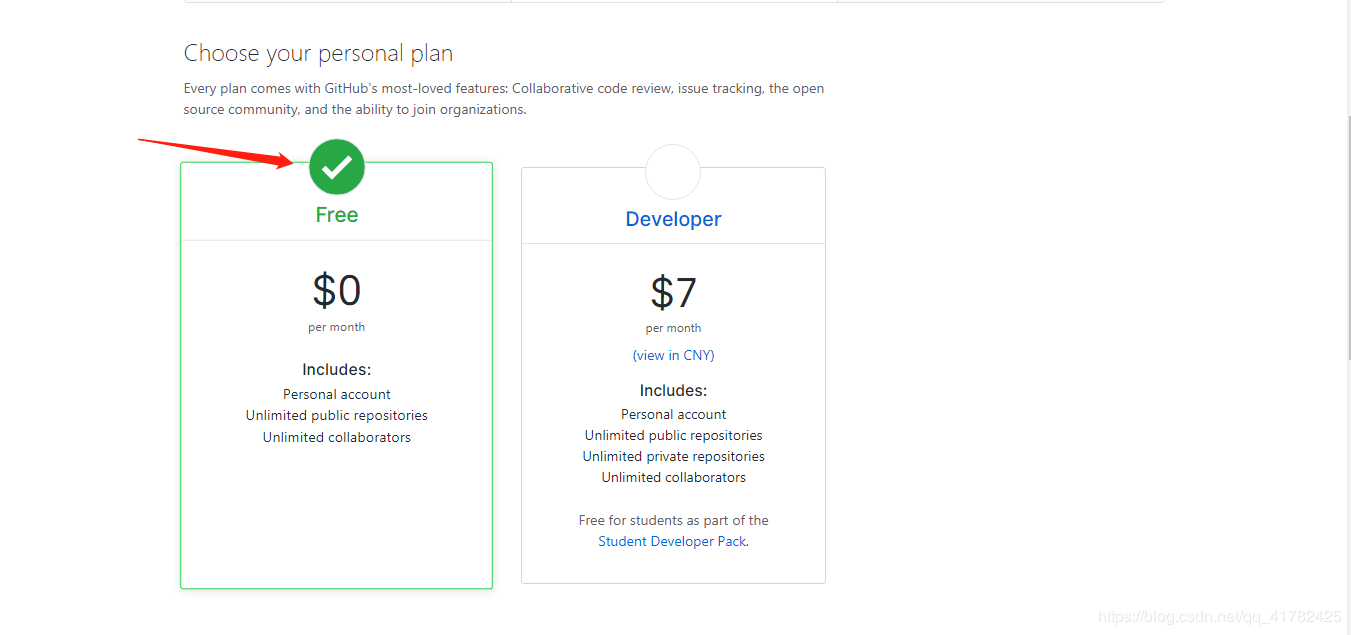 Choose your personal plan
Every plan comes with GitHub's most-loved features: Collaborative code review, issue tracking, the open
source community, and the ability to join organizations.
Free
$0
per month
Includes:
Personal account
Unlimited public repositories
Unlimited collaborators
Developer
$7
per month
(view in CNY)
Includes:
Personal account
Unlimited public repositories
Unlimited private repositories
Unlimited collaborators
Free for students as part of the
Student Developer Pack.
https://blog.csdn.net/qq_41782425